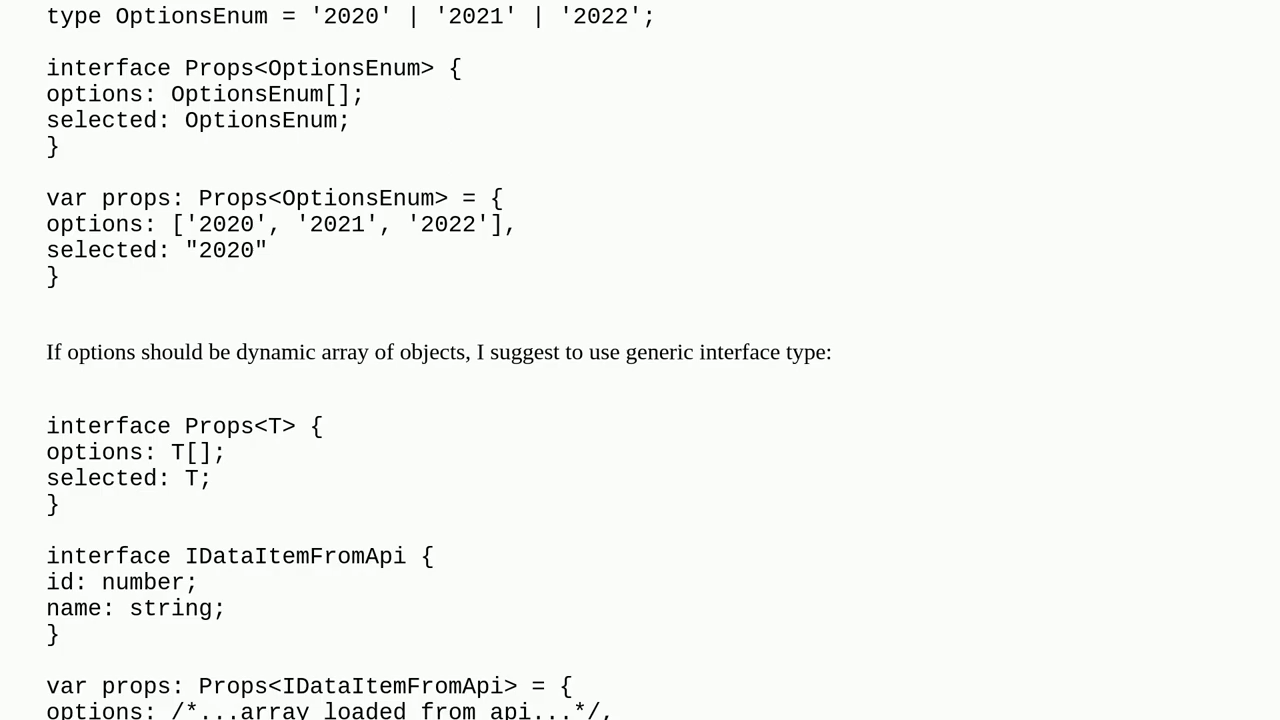 type OptionsEnum = '2020' | '2021' | '2022';
interface Props<OptionsEnum> {
options: OptionsEnum[];
selected: OptionsEnum;
}
var props: Props<OptionsEnum> = {
options: ['2020', '2021', '2022'],
selected: "2020"
}
If options should be dynamic array of objects, I suggest to use generic interface type:
interface Props<T> {
options: T[];
selected: T;
}
interface IDataItemFromApi {
id: number;
name: string;
}
var props: Props<IDataItemFromApi> = {
options: /*...array loaded from api...*/,